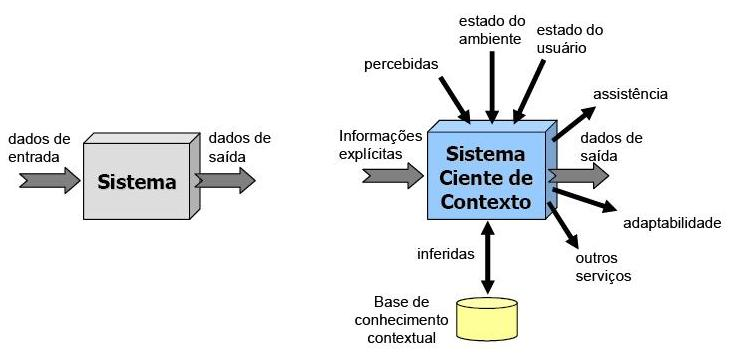 dados de
entrada
Sistema
dados de
saída
percebidas
estado do
ambiente
estado do
usuário
assistência
Informações
explícitas
Sistema
Ciente de
Contexto
dados de
saída
adaptabilidade
outros
serviços
inferidas
Base de
conhecimento
contextual